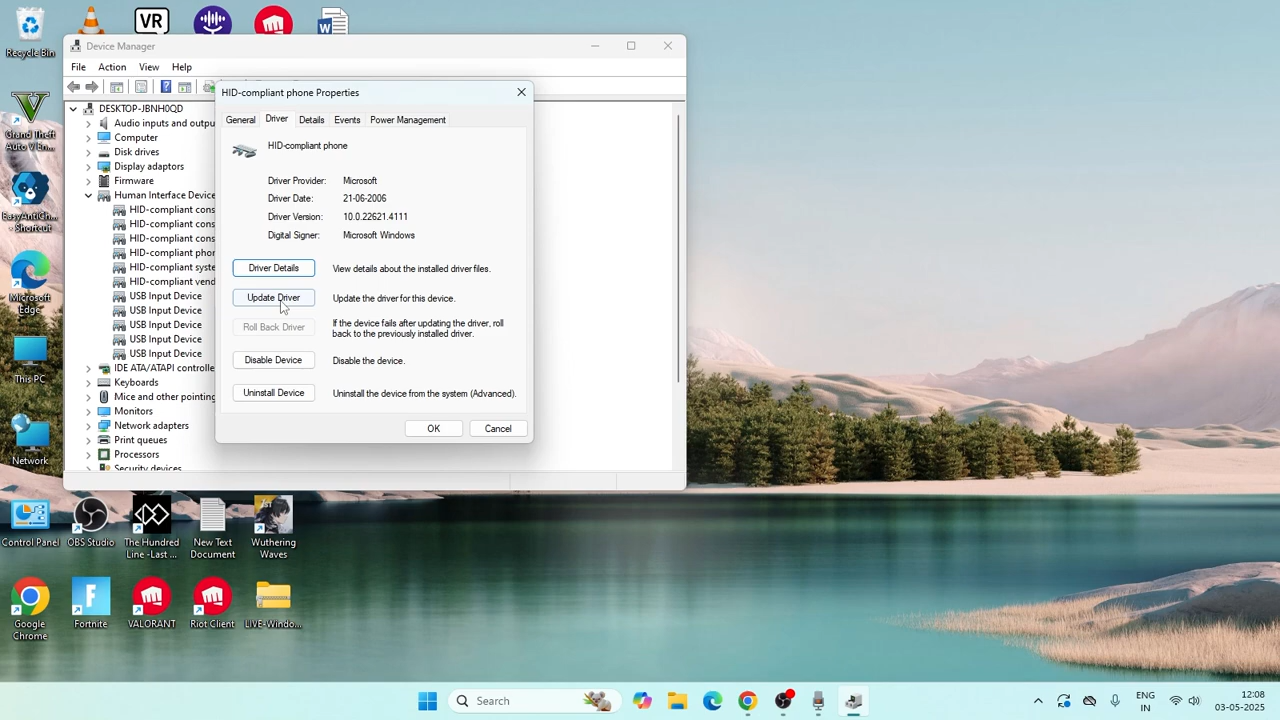 VR
Recycle Bin
Device Manager
File
Action
View
Help
HID-compliant phone Properties
DESKTOP-JBNH0QD
Audio inputs and outpu
Computer
Disk drives
Display adaptors
Firmware
Human Interface Device
HID-compliant cons
HID-compliant cons
HID-compliant cons
HID-compliant phor
HID-compliant syste
HID-compliant vend
USB Input Device
USB Input Device
USB Input Device
USB Input Device
USB Input Device
IDE ATA/ATAPI controlle
Keyboards
Mice and other pointing
Monitors
Network adapters
Print queues
Processors
Security devices
General
Driver
Details
Events
Power Management
HID-compliant phone
Driver Provider:
Microsoft
Driver Date:
21-06-2006
Driver Version:
10.0.22621.4111
Digital Signer:
Microsoft Windows
Driver Details
View details about the installed driver files.
Update Driver
Update the driver for this device.
Roll Back Driver
If the device fails after updating the driver, roll
back to the previously installed driver.
Disable Device
Disable the device.
Uninstall Device
Uninstall the device from the system (Advanced).
OK
Cancel
Grand Theft
Auto V En...
EasyAntiCh...
- Shortcut
Microsoft
Edge
This PC
Network
Control Panel
OBS Studio
The Hundred
Line -Last ...
New Text
Document
Wuthering
Waves
Google
Chrome
Fortnite
VALORANT
Riot Client
LIVE-Windo...
Search
ENG
IN
12:08
03-05-2025